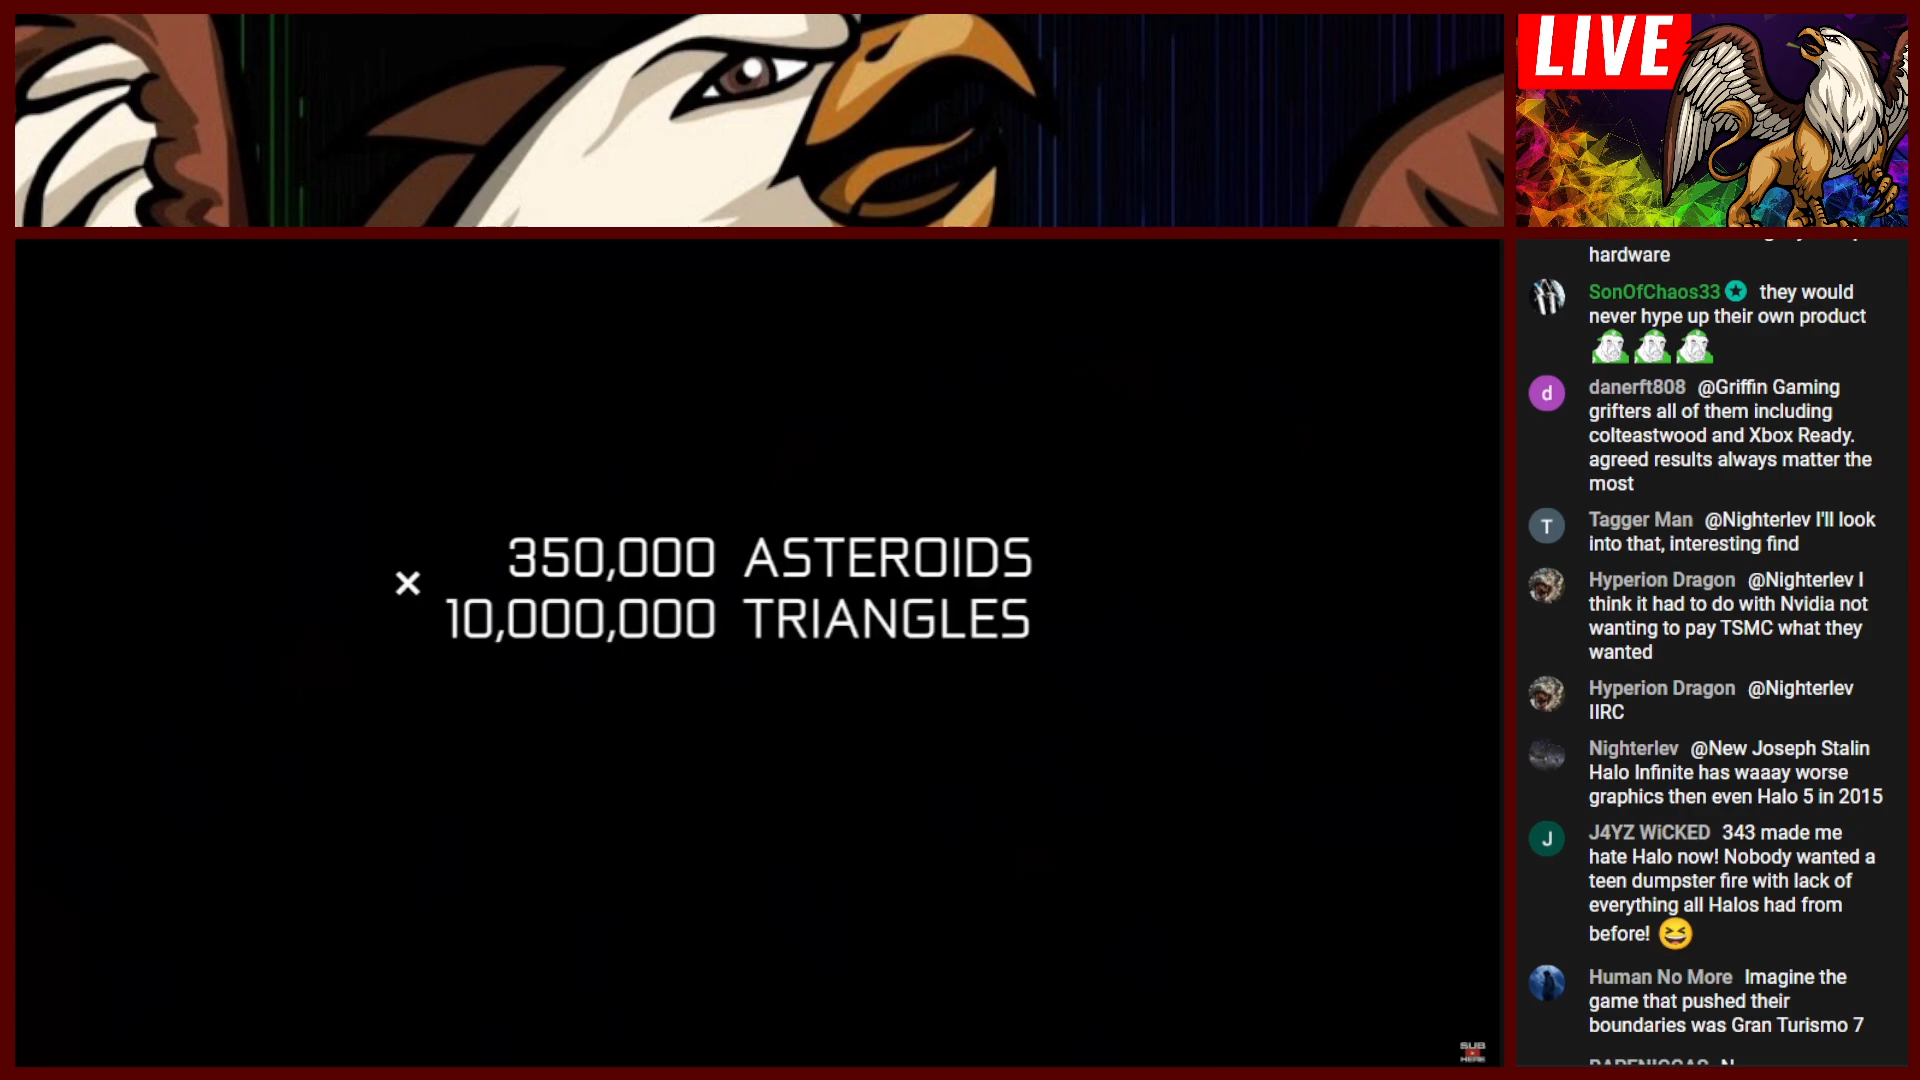 LIVE
× 350,000 ASTEROIDS
10,000,000 TRIANGLES
SUB
HERE
hardware
SonOfChaos33 they would
never hype up their own product
d danerft808 @Griffin Gaming
grifters all of them including
colteastwood and Xbox Ready.
agreed results always matter the
most
T Tagger Man @Nighterlev I'll look
into that, interesting find
Hyperion Dragon @Nighterlev I
think it had to do with Nvidia not
wanting to pay TSMC what they
wanted
Hyperion Dragon @Nighterlev
IIRC
Nighterlev @New Joseph Stalin
Halo Infinite has waaay worse
graphics then even Halo 5 in 2015
J J4YZ WiCKED 343 made me
hate Halo now! Nobody wanted a
teen dumpster fire with lack of
everything all Halos had from
before!
Human No More Imagine the
game that pushed their
boundaries was Gran Turismo 7